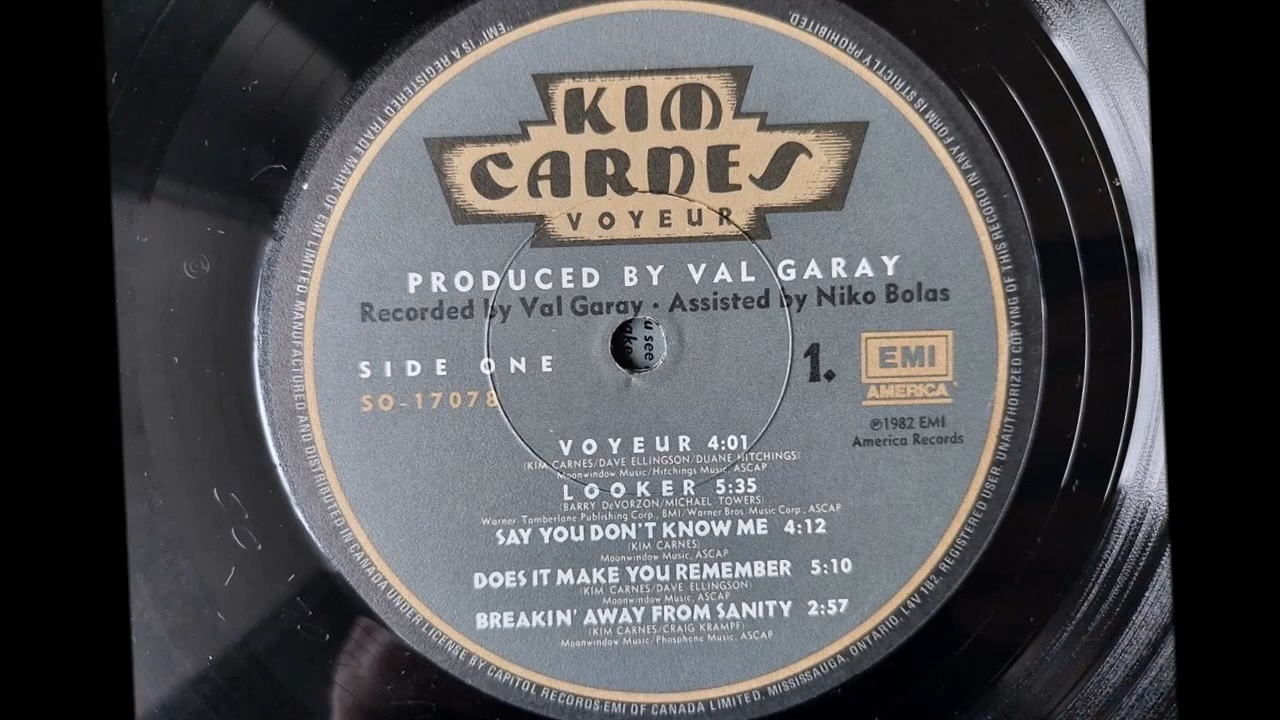 KIM
CARNES
VOYEUR
PRODUCED BY VAL GARAY
Recorded by Val Garay · Assisted by Niko Bolas
SIDE ONE
SO-17078
1.
EMI
AMERICA
℗1982 EMI
America Records
VOYEUR 4:01
(KIM CARNES/DAVE ELLINGSON/DUANE HITCHINGS)
Moonwindow Music/Hitchings Music, ASCAP
LOOKER 5:35
(BARRY DeVORZON/MICHAEL TOWERS)
Warner Tamberlane Publishing Corp., BMI/Warner Bros. Music Corp., ASCAP
SAY YOU DON'T KNOW ME 4:12
(KIM CARNES)
Moonwindow Music, ASCAP
DOES IT MAKE YOU REMEMBER 5:10
(KIM CARNES/DAVE ELLINGSON)
Moonwindow Music, ASCAP
BREAKIN' AWAY FROM SANITY 2:57
(KIM CARNES/CRAIG KRAMPF)
Moonwindow Music/Phosphene Music, ASCAP
"EMI" IS A REGISTERED TRADE MARK OF EMI LIMITED. MANUFACTURED AND DISTRIBUTED IN CANADA UNDER LICENSE BY CAPITOL RECORDS-EMI OF CANADA LIMITED, MISSISSAUGA, ONTARIO, L4V 1B2, REGISTERED USER. UNAUTHORIZED COPYING OF THIS RECORD IN ANY FORM IS STRICTLY PROHIBITED.
u see
ake